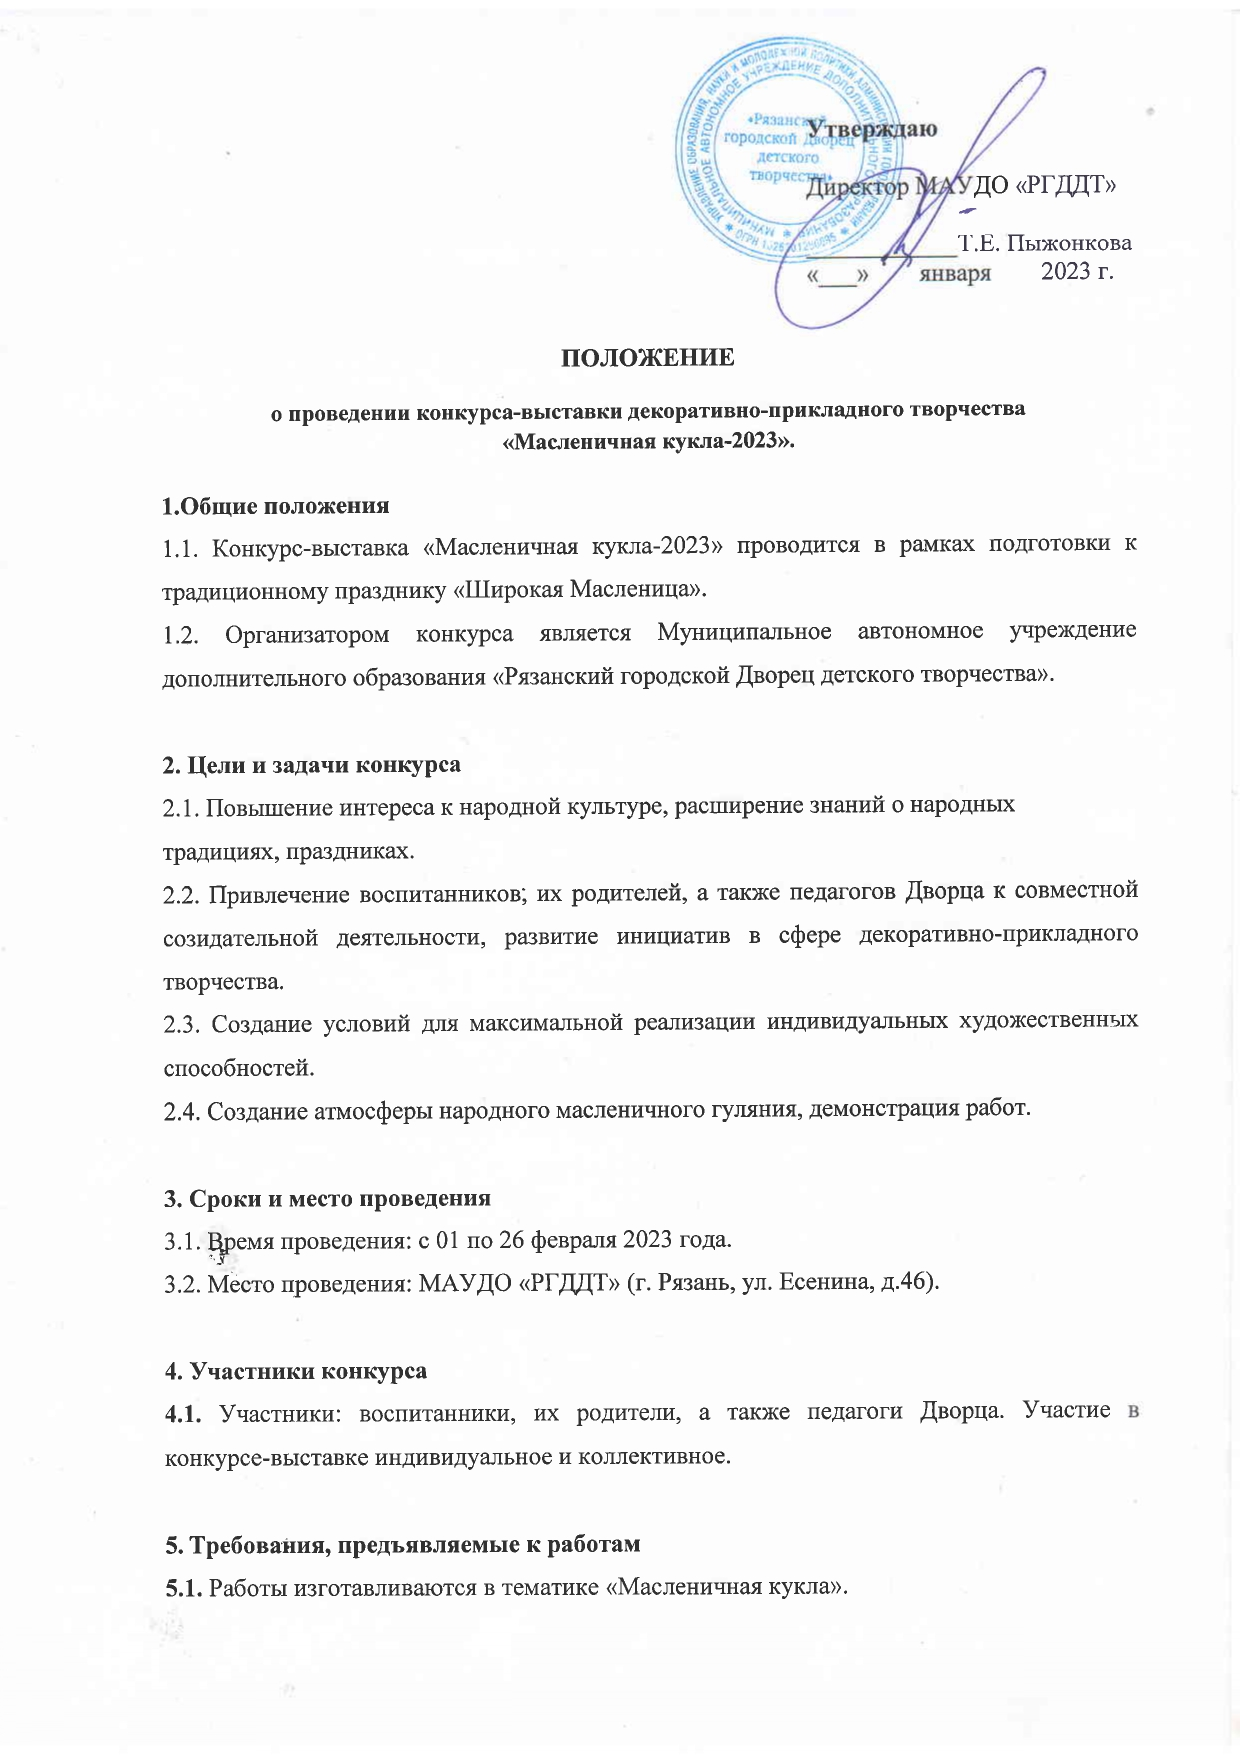 Утверждаю
Директор МАУДО «РГДДТ»
____________Т.Е. Пыжонкова
«___» января 2023 г.
«Рязанский
городской Дворец
детского
творчества»
ПОЛОЖЕНИЕ
о проведении конкурса-выставки декоративно-прикладного творчества
«Масленичная кукла-2023».
1.Общие положения
1.1. Конкурс-выставка «Масленичная кукла-2023» проводится в рамках подготовки к
традиционному празднику «Широкая Масленица».
1.2. Организатором конкурса является Муниципальное автономное учреждение
дополнительного образования «Рязанский городской Дворец детского творчества».
2. Цели и задачи конкурса
2.1. Повышение интереса к народной культуре, расширение знаний о народных
традициях, праздниках.
2.2. Привлечение воспитанников; их родителей, а также педагогов Дворца к совместной
созидательной деятельности, развитие инициатив в сфере декоративно-прикладного
творчества.
2.3. Создание условий для максимальной реализации индивидуальных художественных
способностей.
2.4. Создание атмосферы народного масленичного гуляния, демонстрация работ.
3. Сроки и место проведения
3.1. Время проведения: с 01 по 26 февраля 2023 года.
3.2. Место проведения: МАУДО «РГДДТ» (г. Рязань, ул. Есенина, д.46).
4. Участники конкурса
4.1. Участники: воспитанники, их родители, а также педагоги Дворца. Участие в
конкурсе-выставке индивидуальное и коллективное.
5. Требования, предъявляемые к работам
5.1. Работы изготавливаются в тематике «Масленичная кукла».